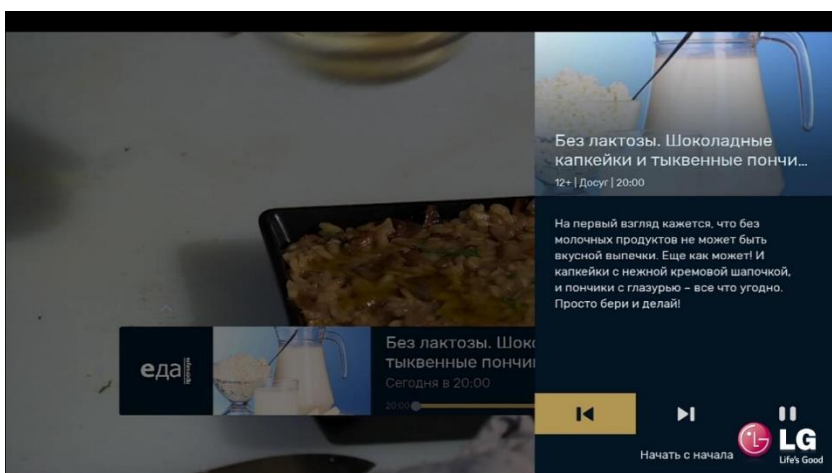 Без лактозы. Шоколадные
капкейки и тыквенные пончи...
12+ | Досуг | 20:00
На первый взгляд кажется, что без
молочных продуктов не может быть
вкусной выпечки. Еще как может! И
капкейки с нежной кремовой шапочкой,
и пончики с глазурью – все что угодно.
Просто бери и делай!
еда
премиум
Без лактозы. Шок
тыквенные пончи
Сегодня в 20:00
20:00
Начать с начала
LG
Life's Good